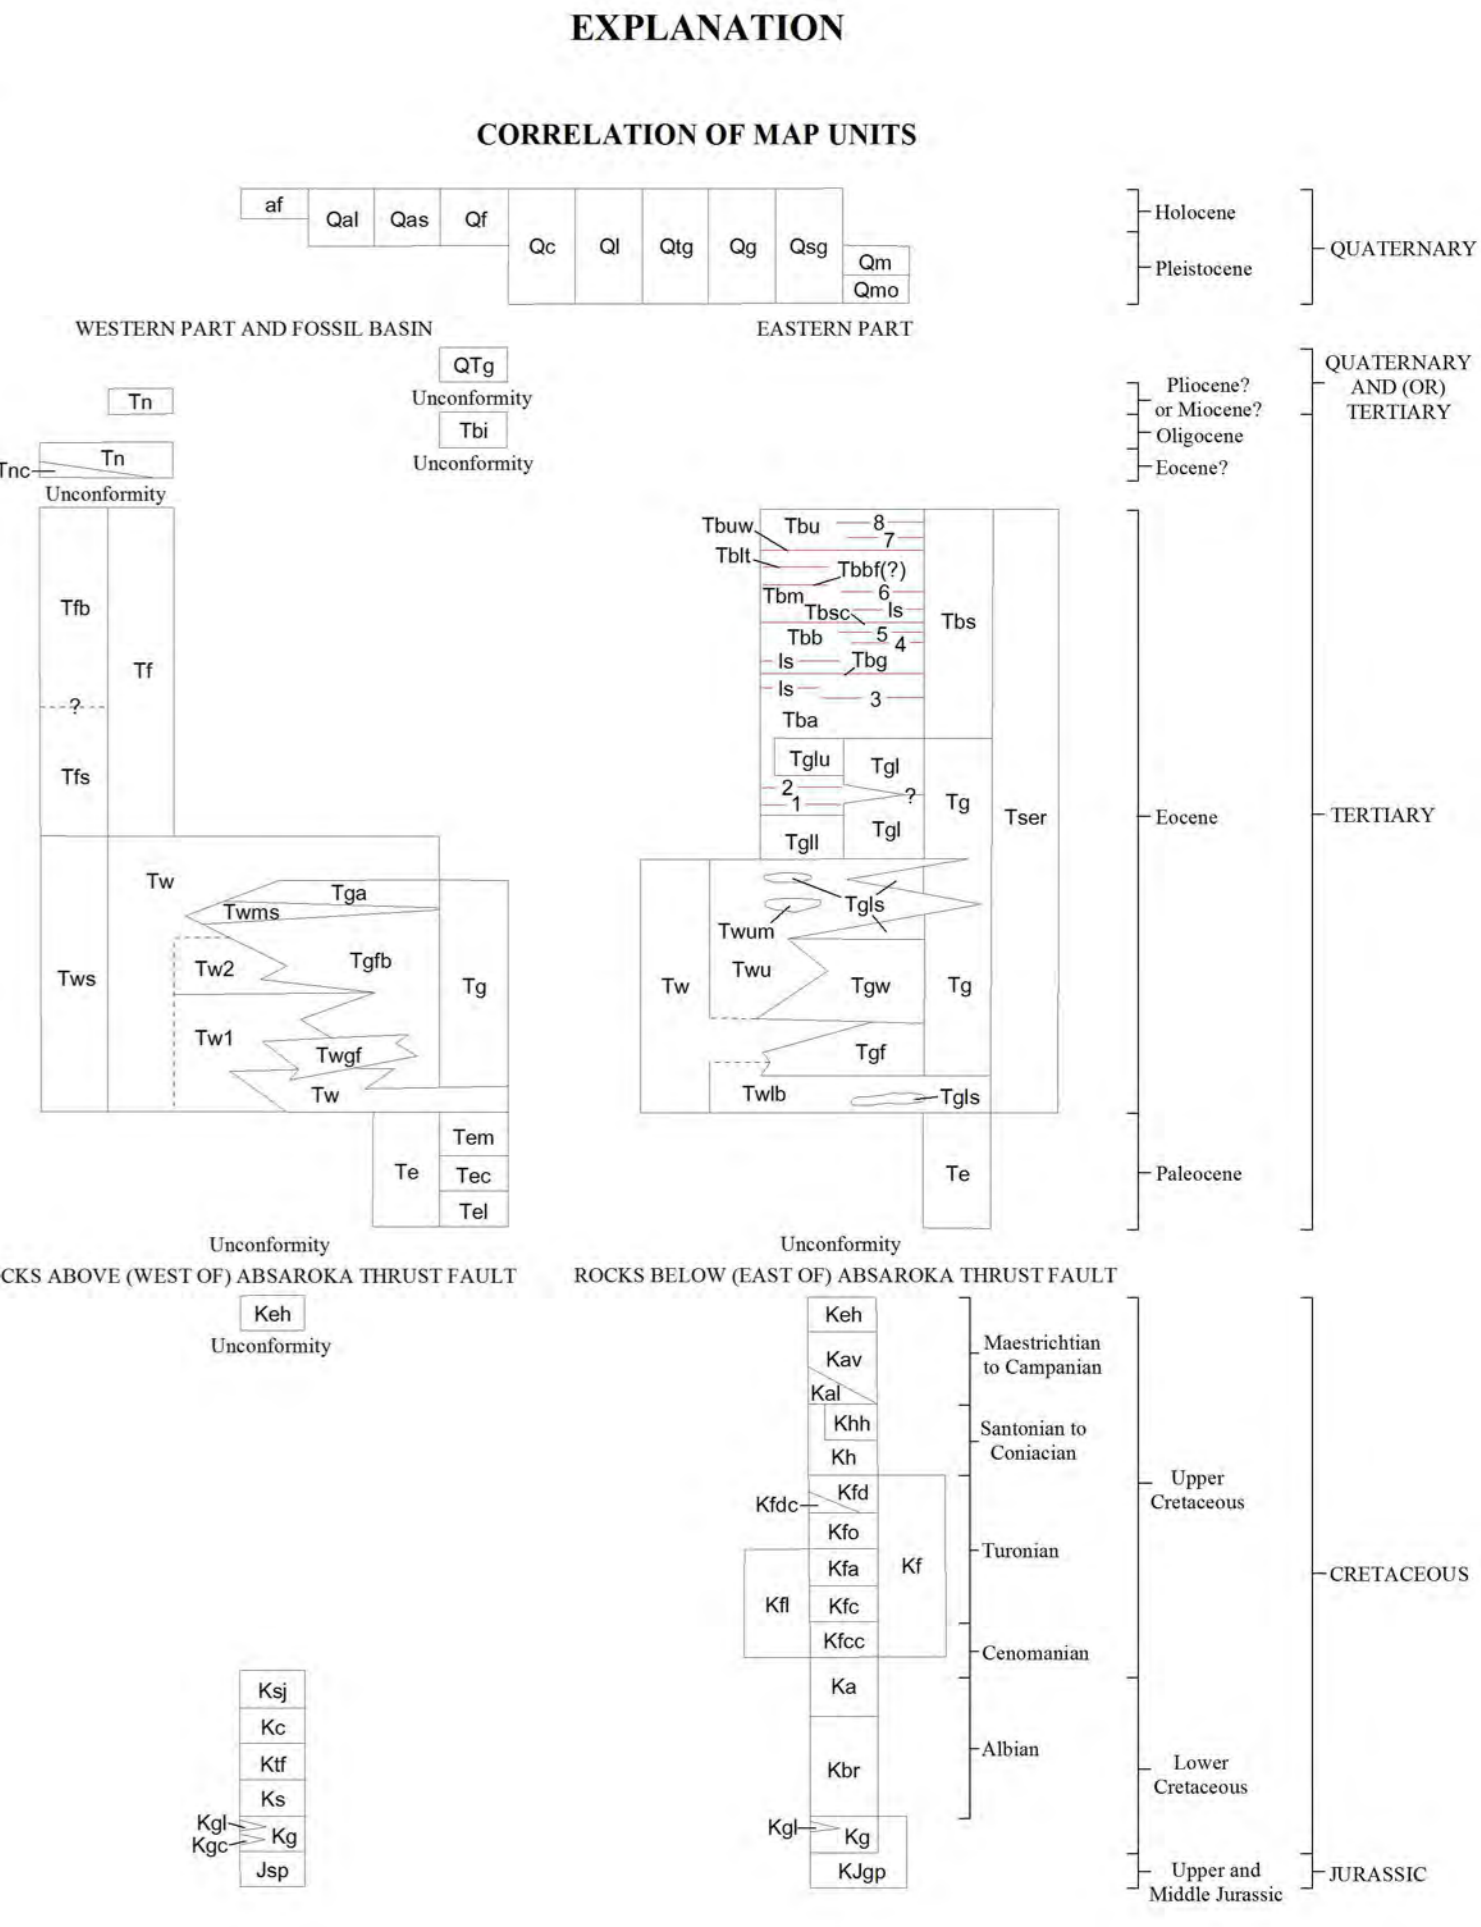 EXPLANATION
CORRELATION OF MAP UNITS
af
Qal
Qas
Qf
Qc
Ql
Qtg
Qg
Qsg
Qm
Qmo
Holocene
Pleistocene
QUATERNARY
WESTERN PART AND FOSSIL BASIN
EASTERN PART
QTg
Unconformity
Tn
Tbi
Unconformity
Tn
Tnc
Unconformity
Pliocene?
or Miocene?
Oligocene
Eocene?
QUATERNARY
AND (OR)
TERTIARY
Tfb
Tf
?
Tfs
Tw
Tga
Twms
Tw2
Tgfb
Tws
Tg
Tw1
Twgf
Tw
Tem
Te
Tec
Tel
Unconformity
Tbuw
Tbu
8
7
Tblt
Tbbf(?)
Tbm
6
Tbsc
ls
Tbs
Tbb
5
4
ls
Tbg
ls
3
Tba
Tglu
Tgl
2
?
1
Tg
Tser
Tgll
Tgl
Tgls
Twum
Twu
Tw
Tgw
Tg
Tgf
Twlb
Tgls
Te
Unconformity
Eocene
Paleocene
TERTIARY
CKS ABOVE (WEST OF) ABSAROKA THRUST FAULT
ROCKS BELOW (EAST OF) ABSAROKA THRUST FAULT
Keh
Unconformity
Ksj
Kc
Ktf
Ks
Kgl
Kgc
Kg
Jsp
Keh
Kav
Kal
Khh
Kh
Kfd
Kfdc
Kfo
Kfa
Kf
Kfl
Kfc
Kfcc
Ka
Kbr
Kgl
Kg
KJgp
Maestrichtian
to Campanian
Santonian to
Coniacian
Turonian
Cenomanian
Albian
Upper
Cretaceous
Lower
Cretaceous
Upper and
Middle Jurassic
CRETACEOUS
JURASSIC